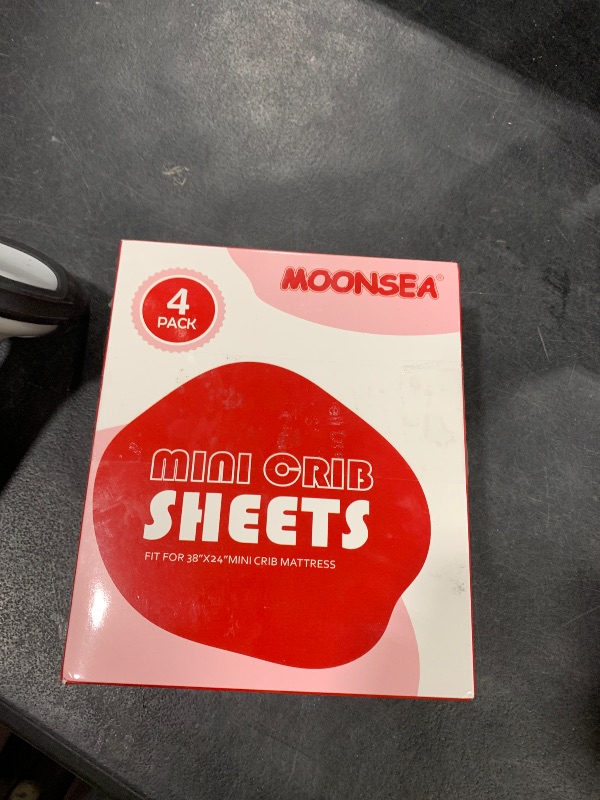 MOONSEA®
4
PACK
MINI CRIB
SHEETS
FIT FOR 38"X24"MINI CRIB MATTRESS